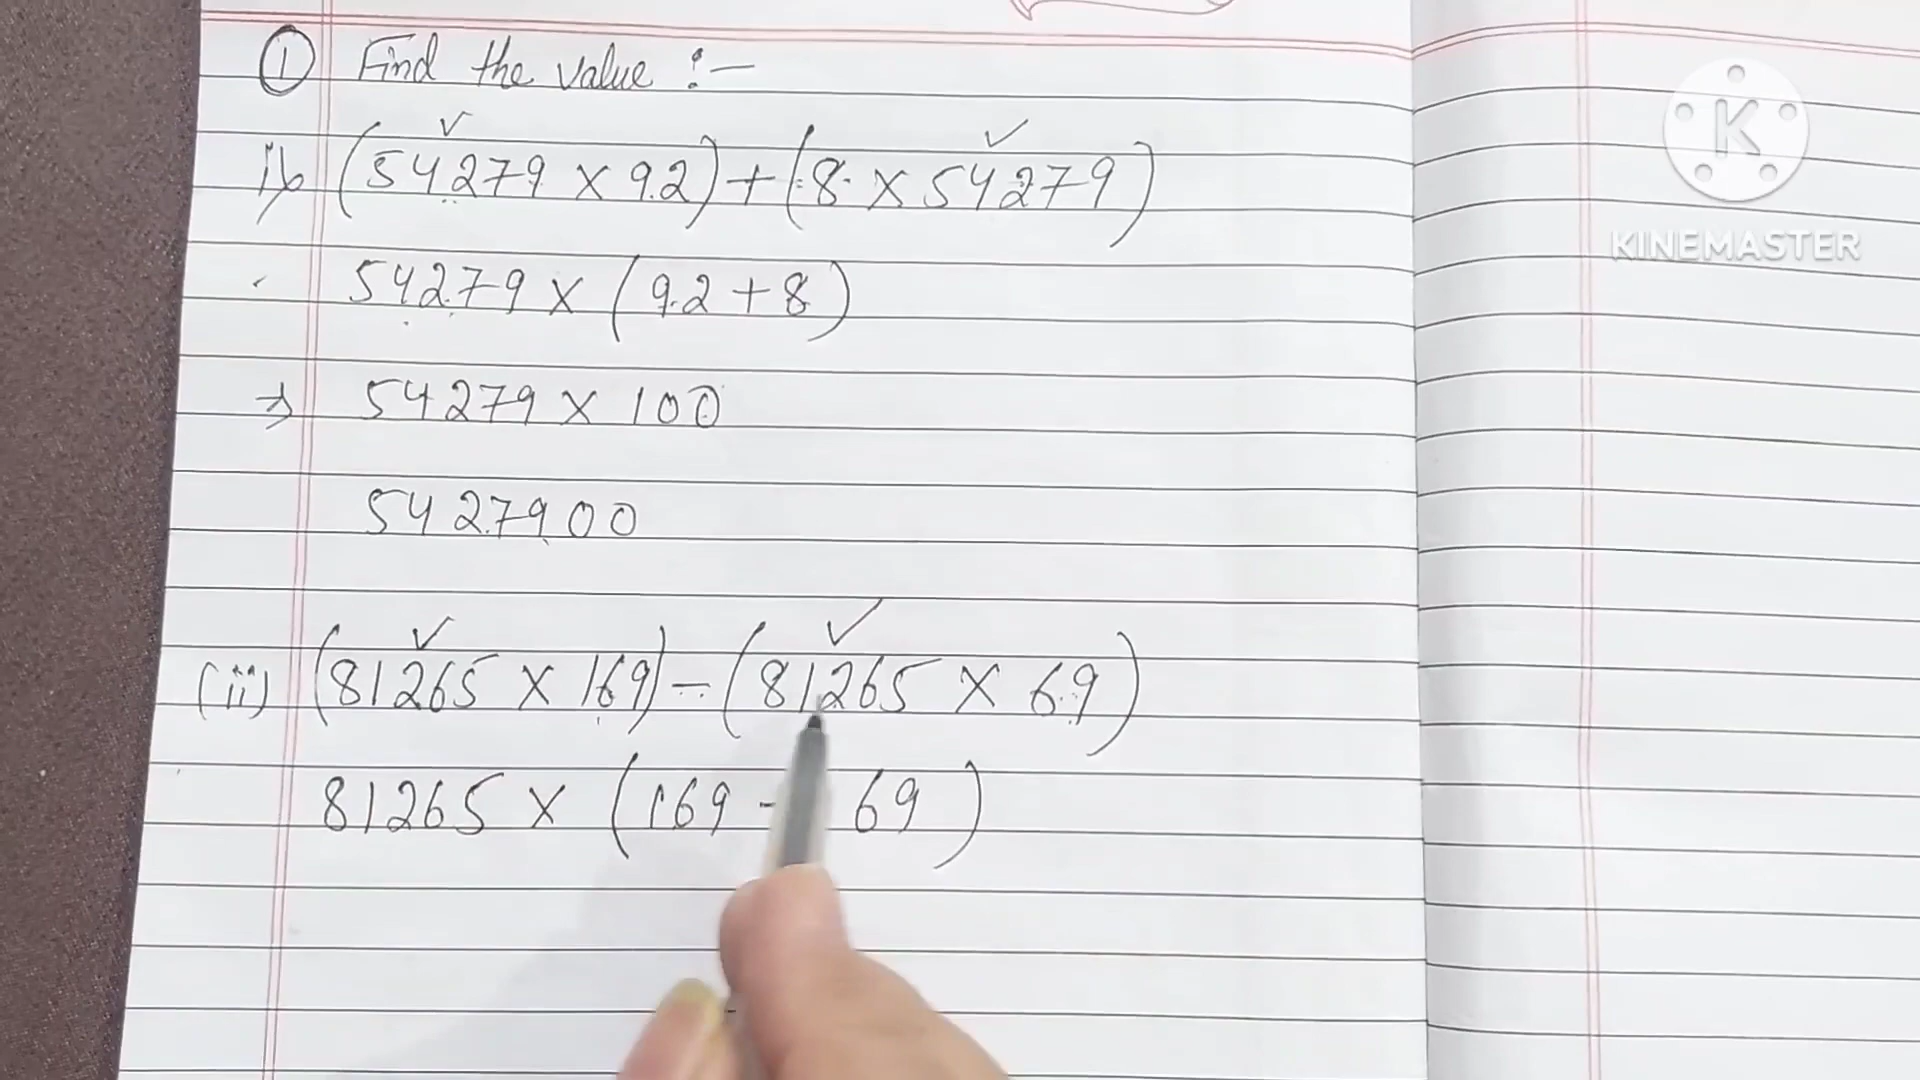 ① Find the value :-
i) (54279 × 92) + (8 × 54279)
54279 × (92 + 8)
⇒ 54279 × 100
5427900
(ii) (81265 × 169) - (81265 × 69)
81265 × (169 - 69)
K
KINEMASTER